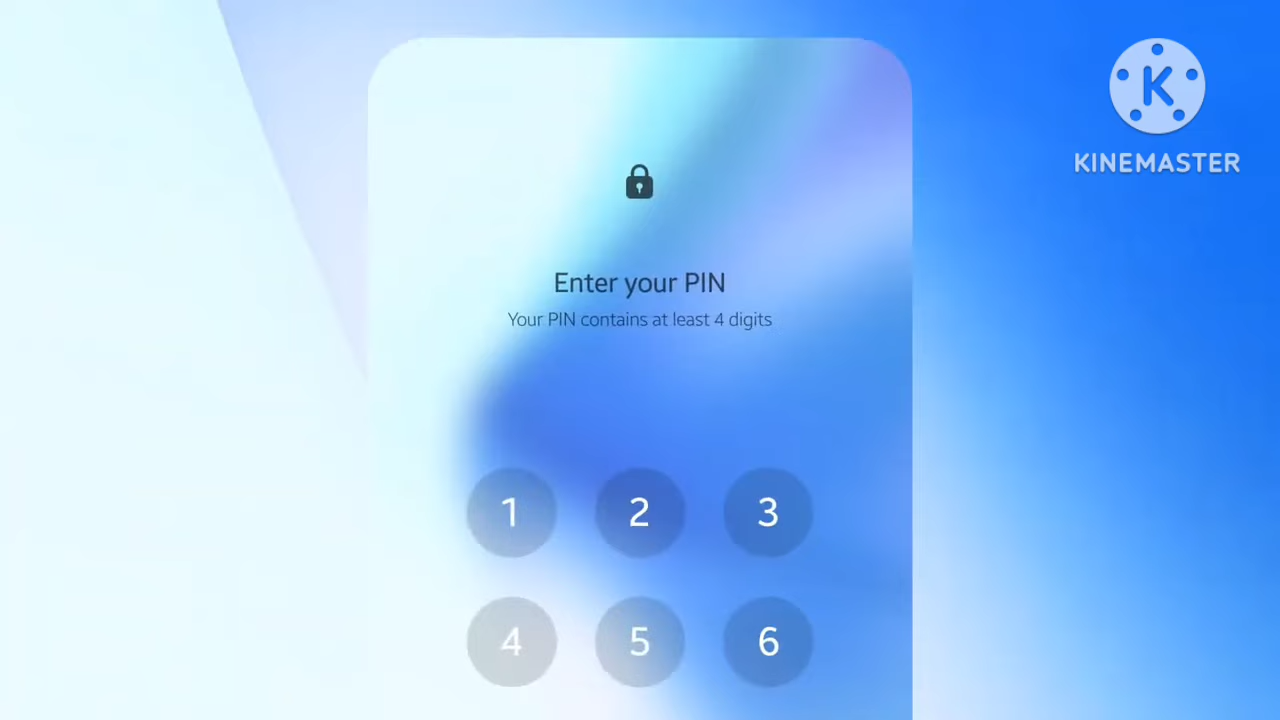 K
KINEMASTER
Enter your PIN
Your PIN contains at least 4 digits
1 2 3
4 5 6